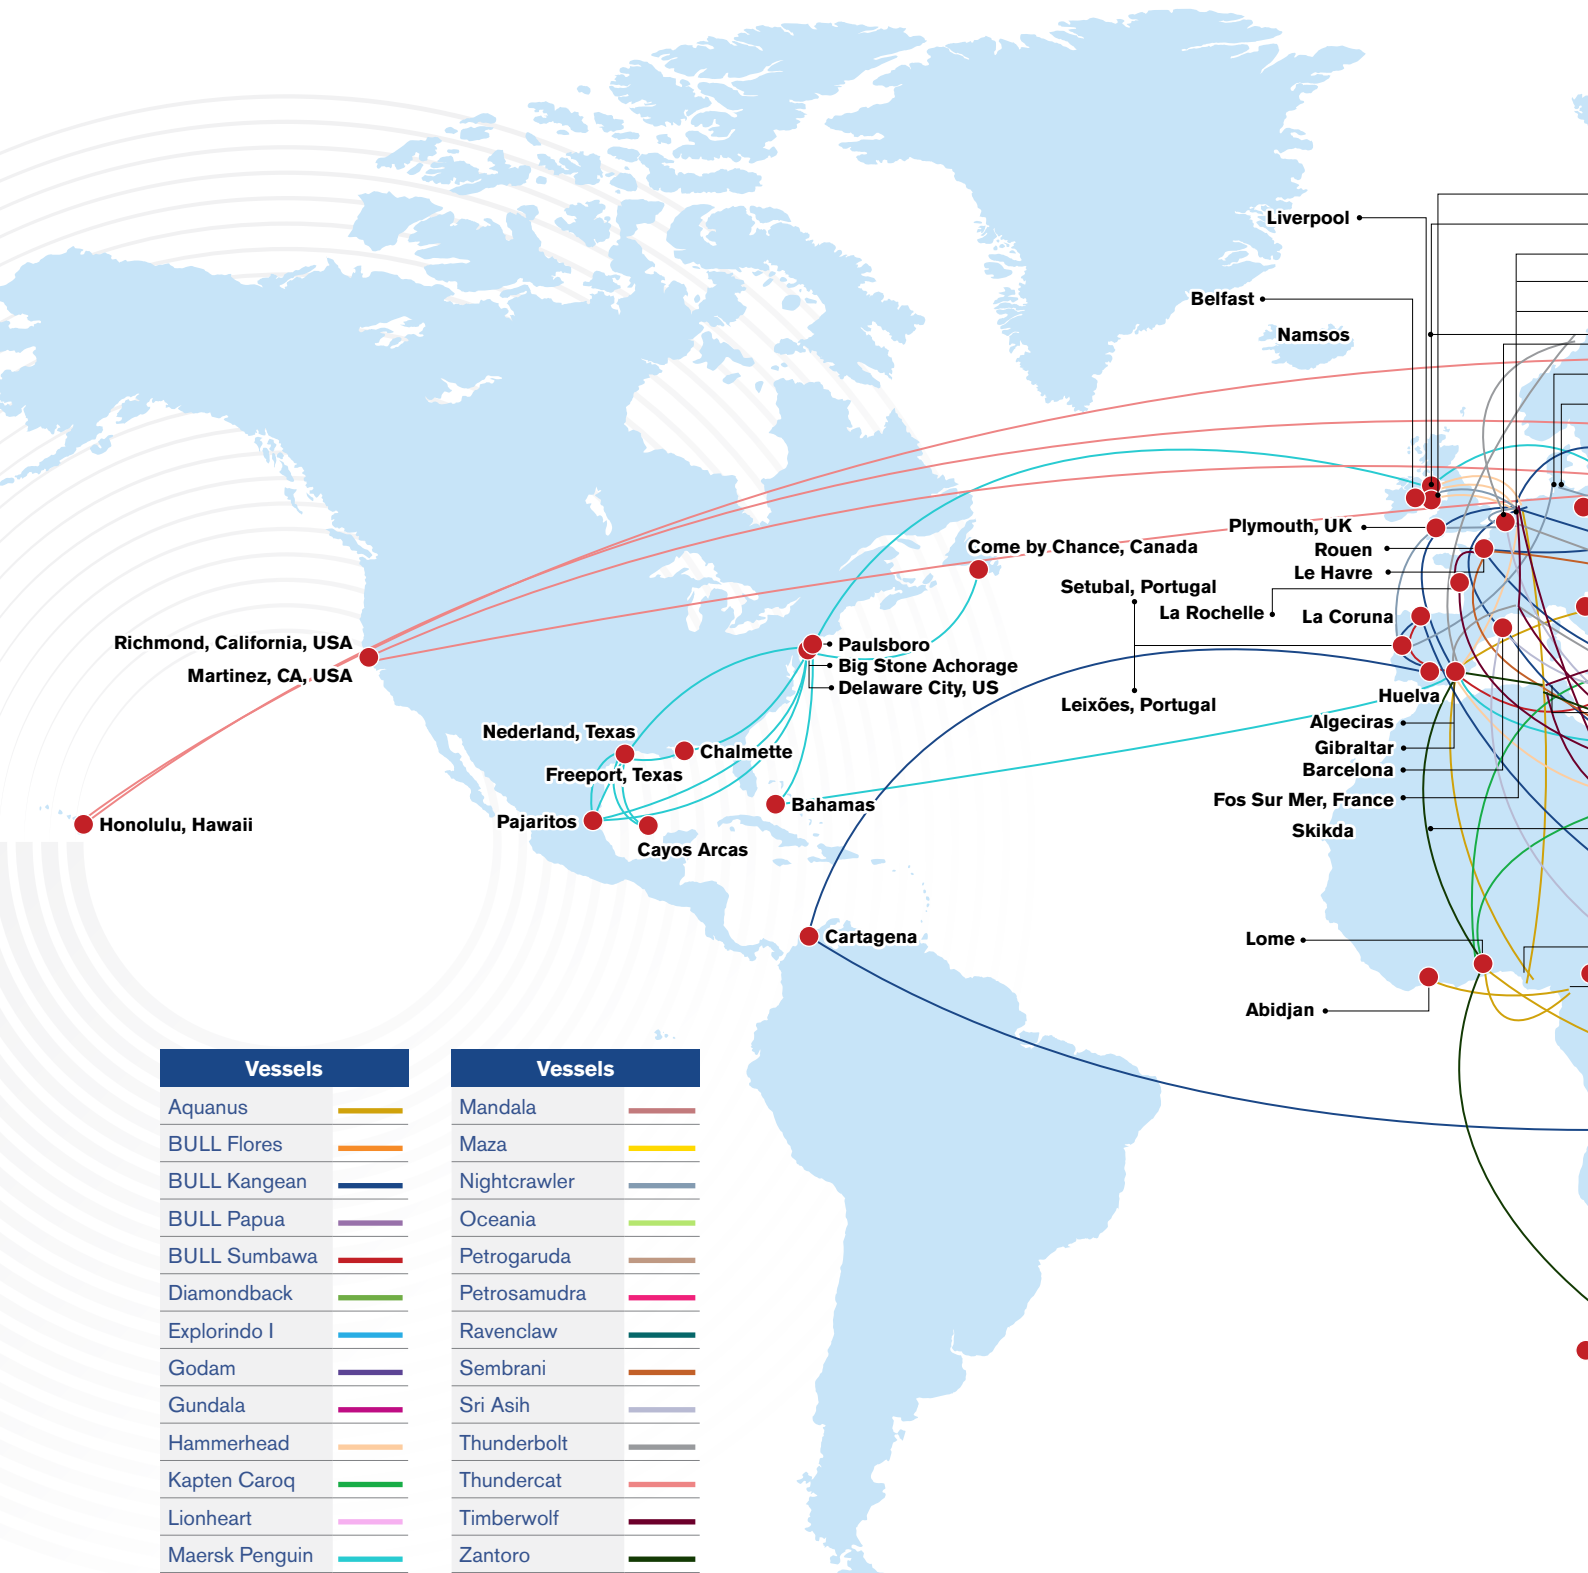 Liverpool
Belfast
Namsos
Plymouth, UK
Come by Chance, Canada
Rouen
Le Havre
Setubal, Portugal
La Rochelle
La Coruna
Richmond, California, USA
Paulsboro
Big Stone Achorage
Martinez, CA, USA
Delaware City, US
Huelva
Leixões, Portugal
Algeciras
Nederland, Texas
Chalmette
Gibraltar
Freeport, Texas
Barcelona
Bahamas
Fos Sur Mer, France
Honolulu, Hawaii
Pajaritos
Skikda
Cayos Arcas
Cartagena
Lome
Abidjan
Vessels
Aquanus
BULL Flores
BULL Kangean
BULL Papua
BULL Sumbawa
Diamondback
Explorindo I
Godam
Gundala
Hammerhead
Kapten Caroq
Lionheart
Maersk Penguin
Vessels
Mandala
Maza
Nightcrawler
Oceania
Petrogaruda
Petrosamudra
Ravenclaw
Sembrani
Sri Asih
Thunderbolt
Thundercat
Timberwolf
Zantoro